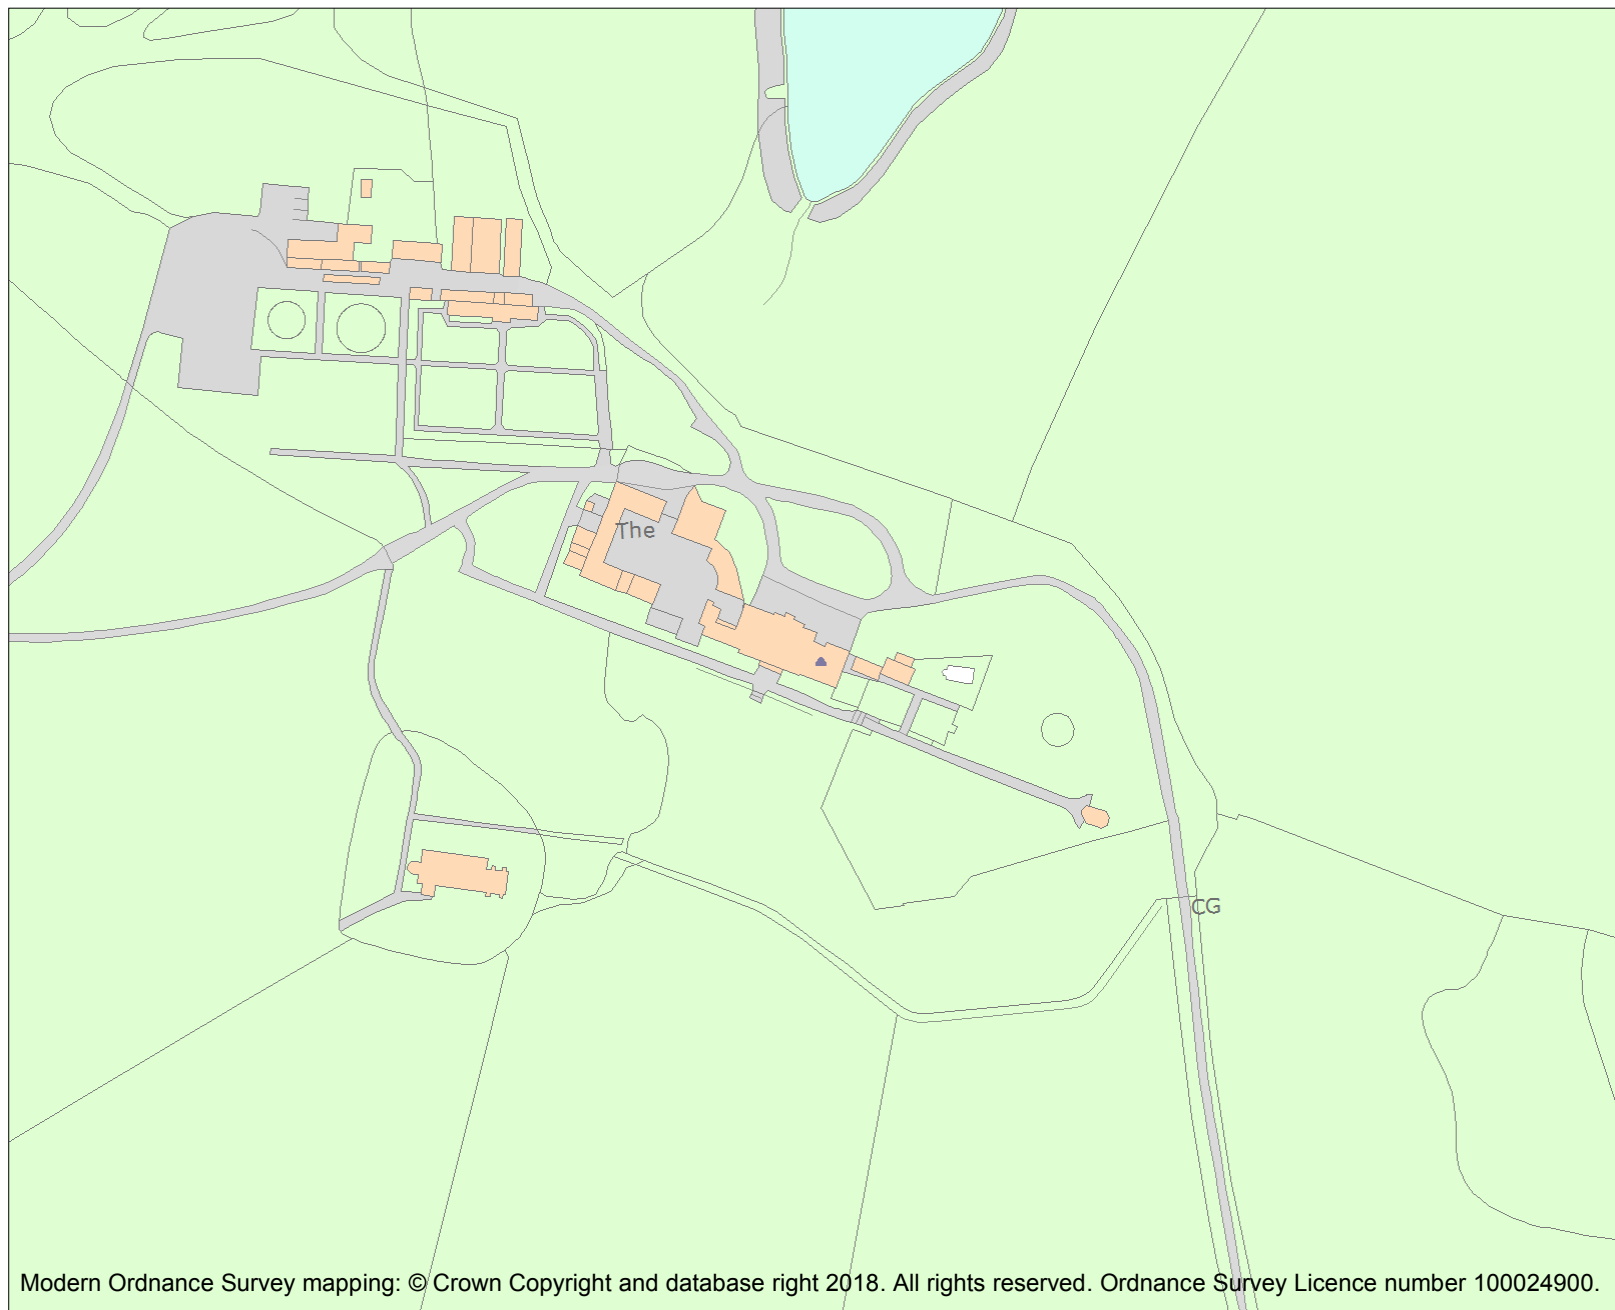 The
CG
Modern Ordnance Survey mapping: © Crown Copyright and database right 2018. All rights reserved. Ordnance Survey Licence number 100024900.